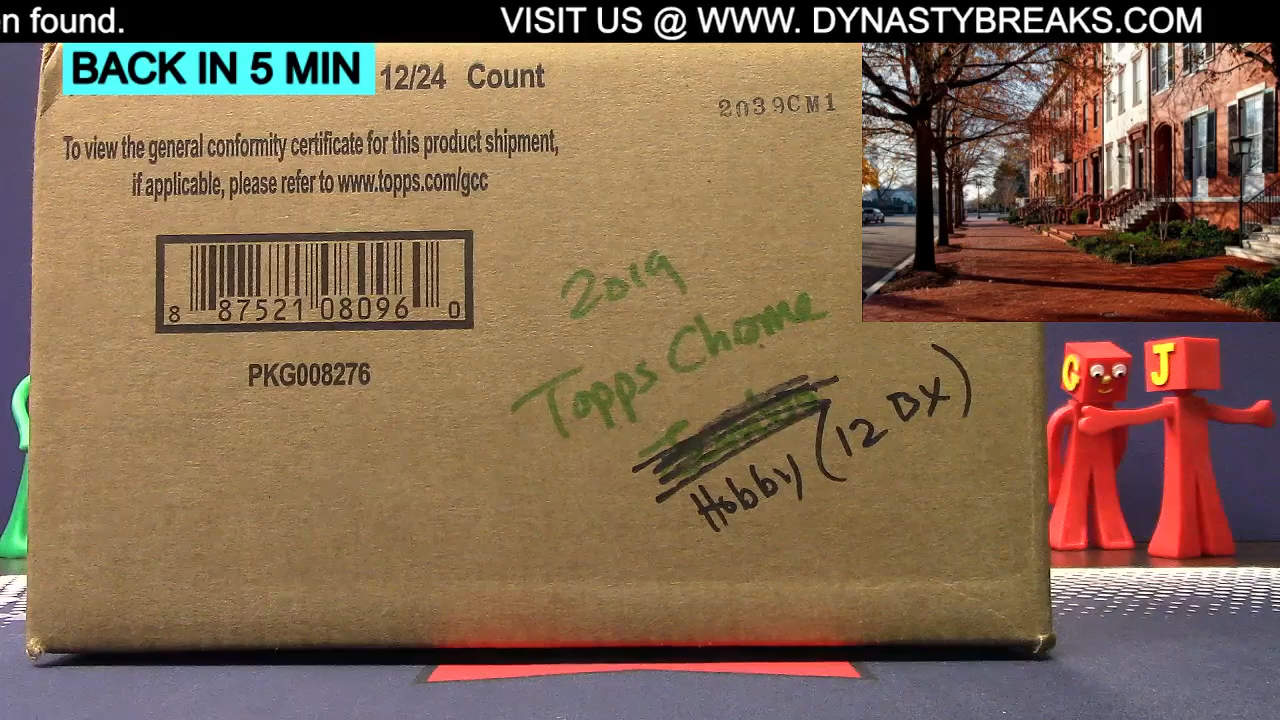 n found.
VISIT US @ WWW. DYNASTYBREAKS.COM
BACK IN 5 MIN
12/24 Count
2039CM1
To view the general conformity certificate for this product shipment,
if applicable, please refer to www.topps.com/gcc
8 87521 08096 0
PKG008276
2019
Topps Chome
Hobby (12 BX)
G
J